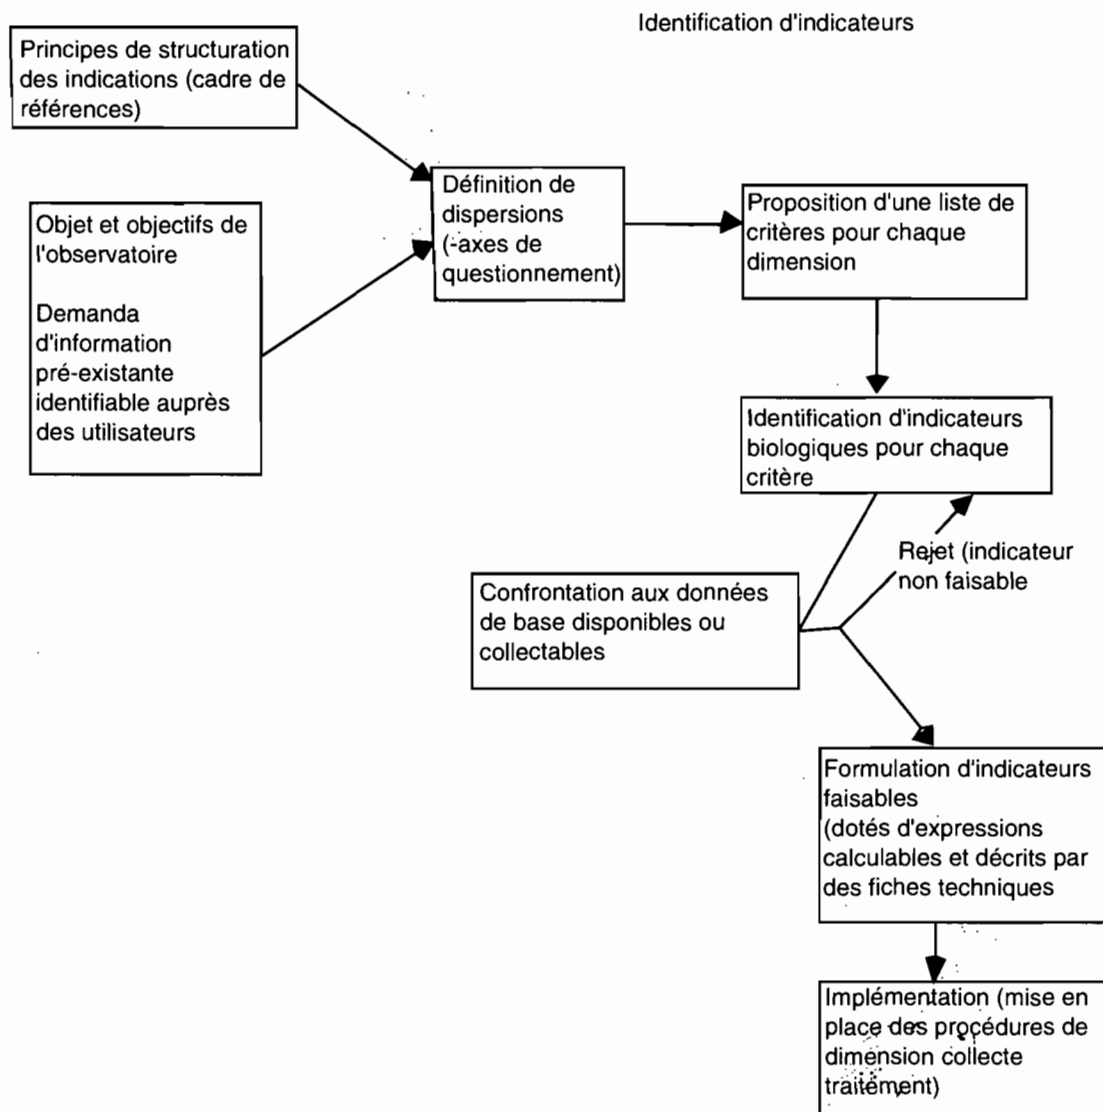 Identification d'indicateurs
Principes de structuration
des indications (cadre de
références)
Objet et objectifs de
l'observatoire
Demanda
d'information
pré-existante
identifiable auprès
des utilisateurs
Définition de
dispersions
(-axes de
questionnement)
Proposition d'une liste de
critères pour chaque
dimension
Identification d'indicateurs
biologiques pour chaque
critère
Rejet (indicateur
non faisable
Confrontation aux données
de base disponibles ou
collectables
Formulation d'indicateurs
faisables
(dotés d'expressions
calculables et décrits par
des fiches techniques
Implémentation (mise en
place des procédures de
dimension collecte
traitément)